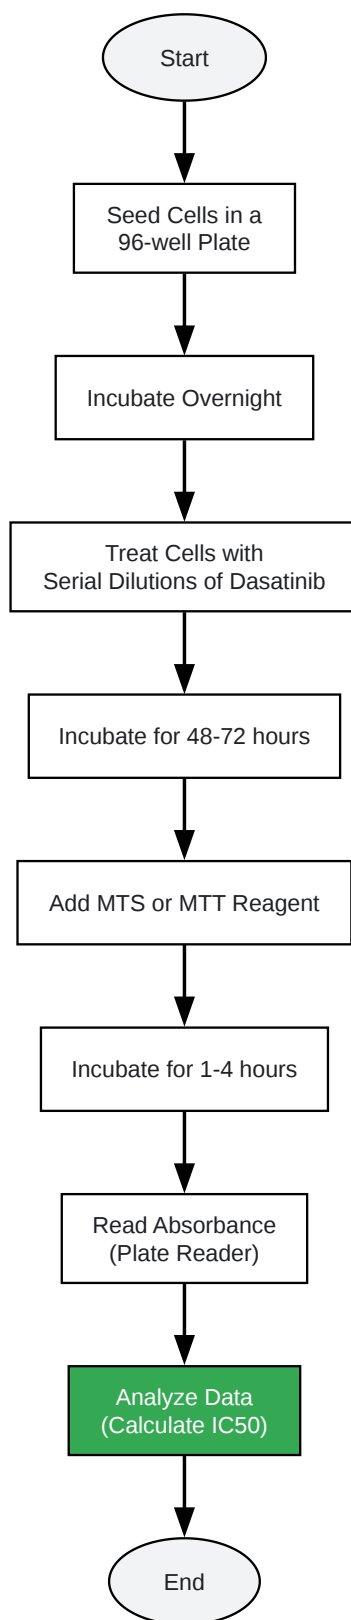 Start
Seed Cells in a
96-well Plate
Incubate Overnight
Treat Cells with
Serial Dilutions of Dasatinib
Incubate for 48-72 hours
Add MTS or MTT Reagent
Incubate for 1-4 hours
Read Absorbance
(Plate Reader)
Analyze Data
(Calculate IC50)
End